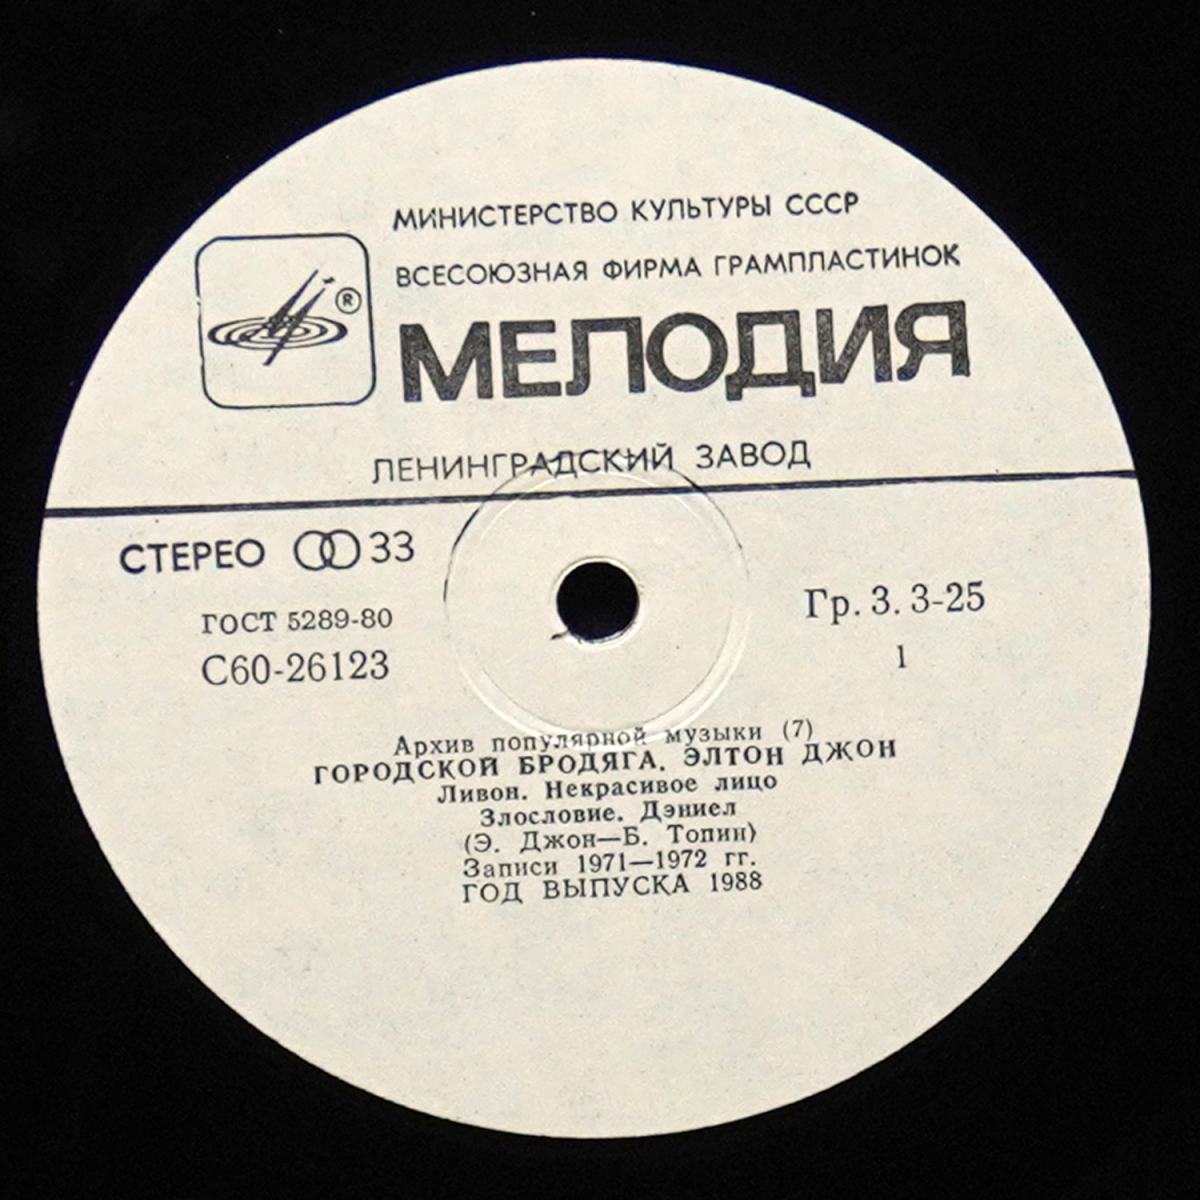 МИНИСТЕРСТВО КУЛЬТУРЫ СССР
ВСЕСОЮЗНАЯ ФИРМА ГРАМПЛАСТИНОК
®
МЕЛОДИЯ
ЛЕНИНГРАДСКИЙ ЗАВОД
СТЕРЕО 33
ГОСТ 5289-80
С60-26123
Гр. 3. 3-25
1
Архив популярной музыки (7)
ГОРОДСКОЙ БРОДЯГА. ЭЛТОН ДЖОН
Ливон. Некрасивое лицо
Злословие. Дэниел
(Э. Джон—Б. Топин)
Записи 1971—1972 гг.
ГОД ВЫПУСКА 1988